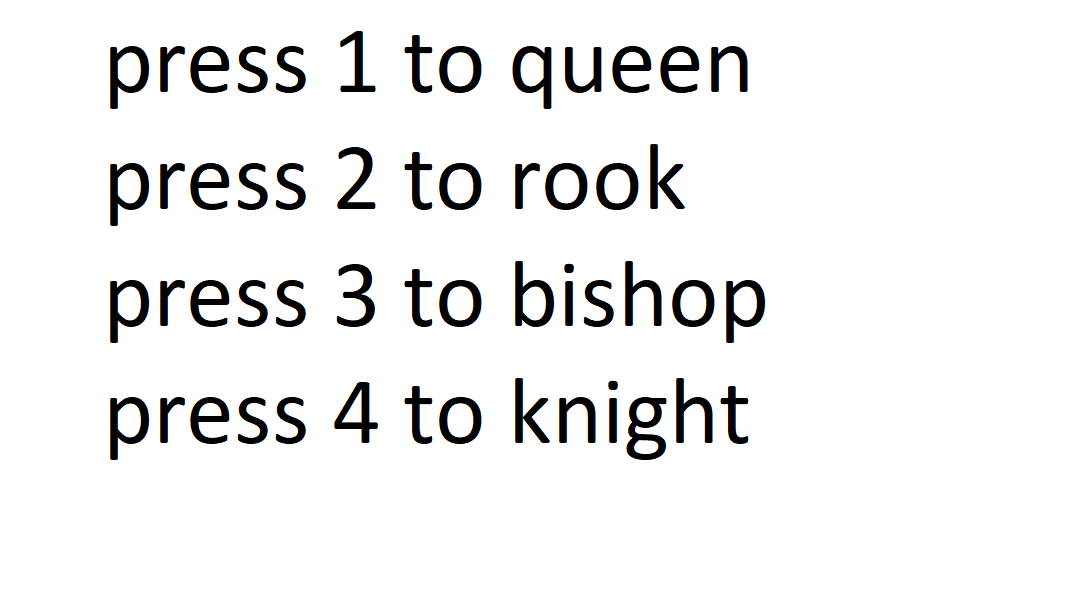 press 1 to queen
press 2 to rook
press 3 to bishop
press 4 to knight